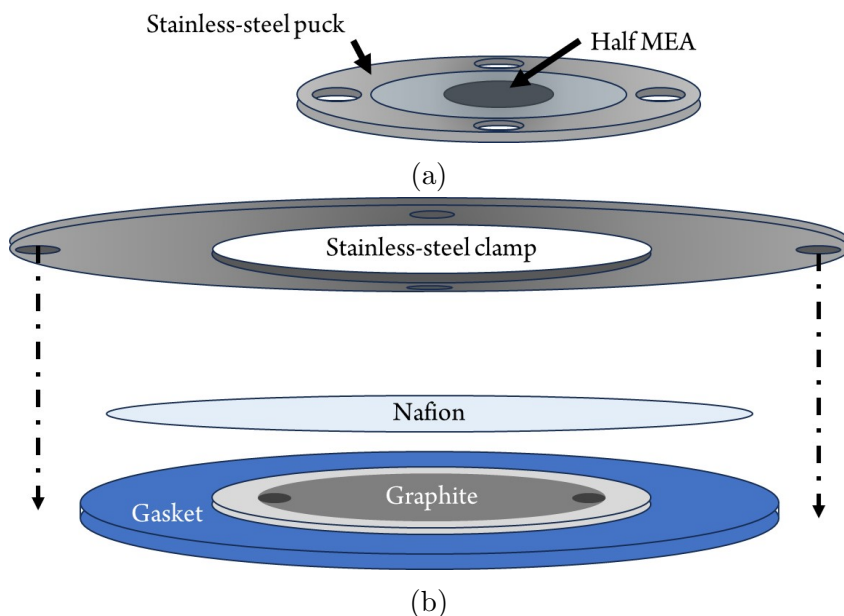 Stainless-steel puck
Half MEA
(a)
Stainless-steel clamp
Nafion
Graphite
Gasket
(b)